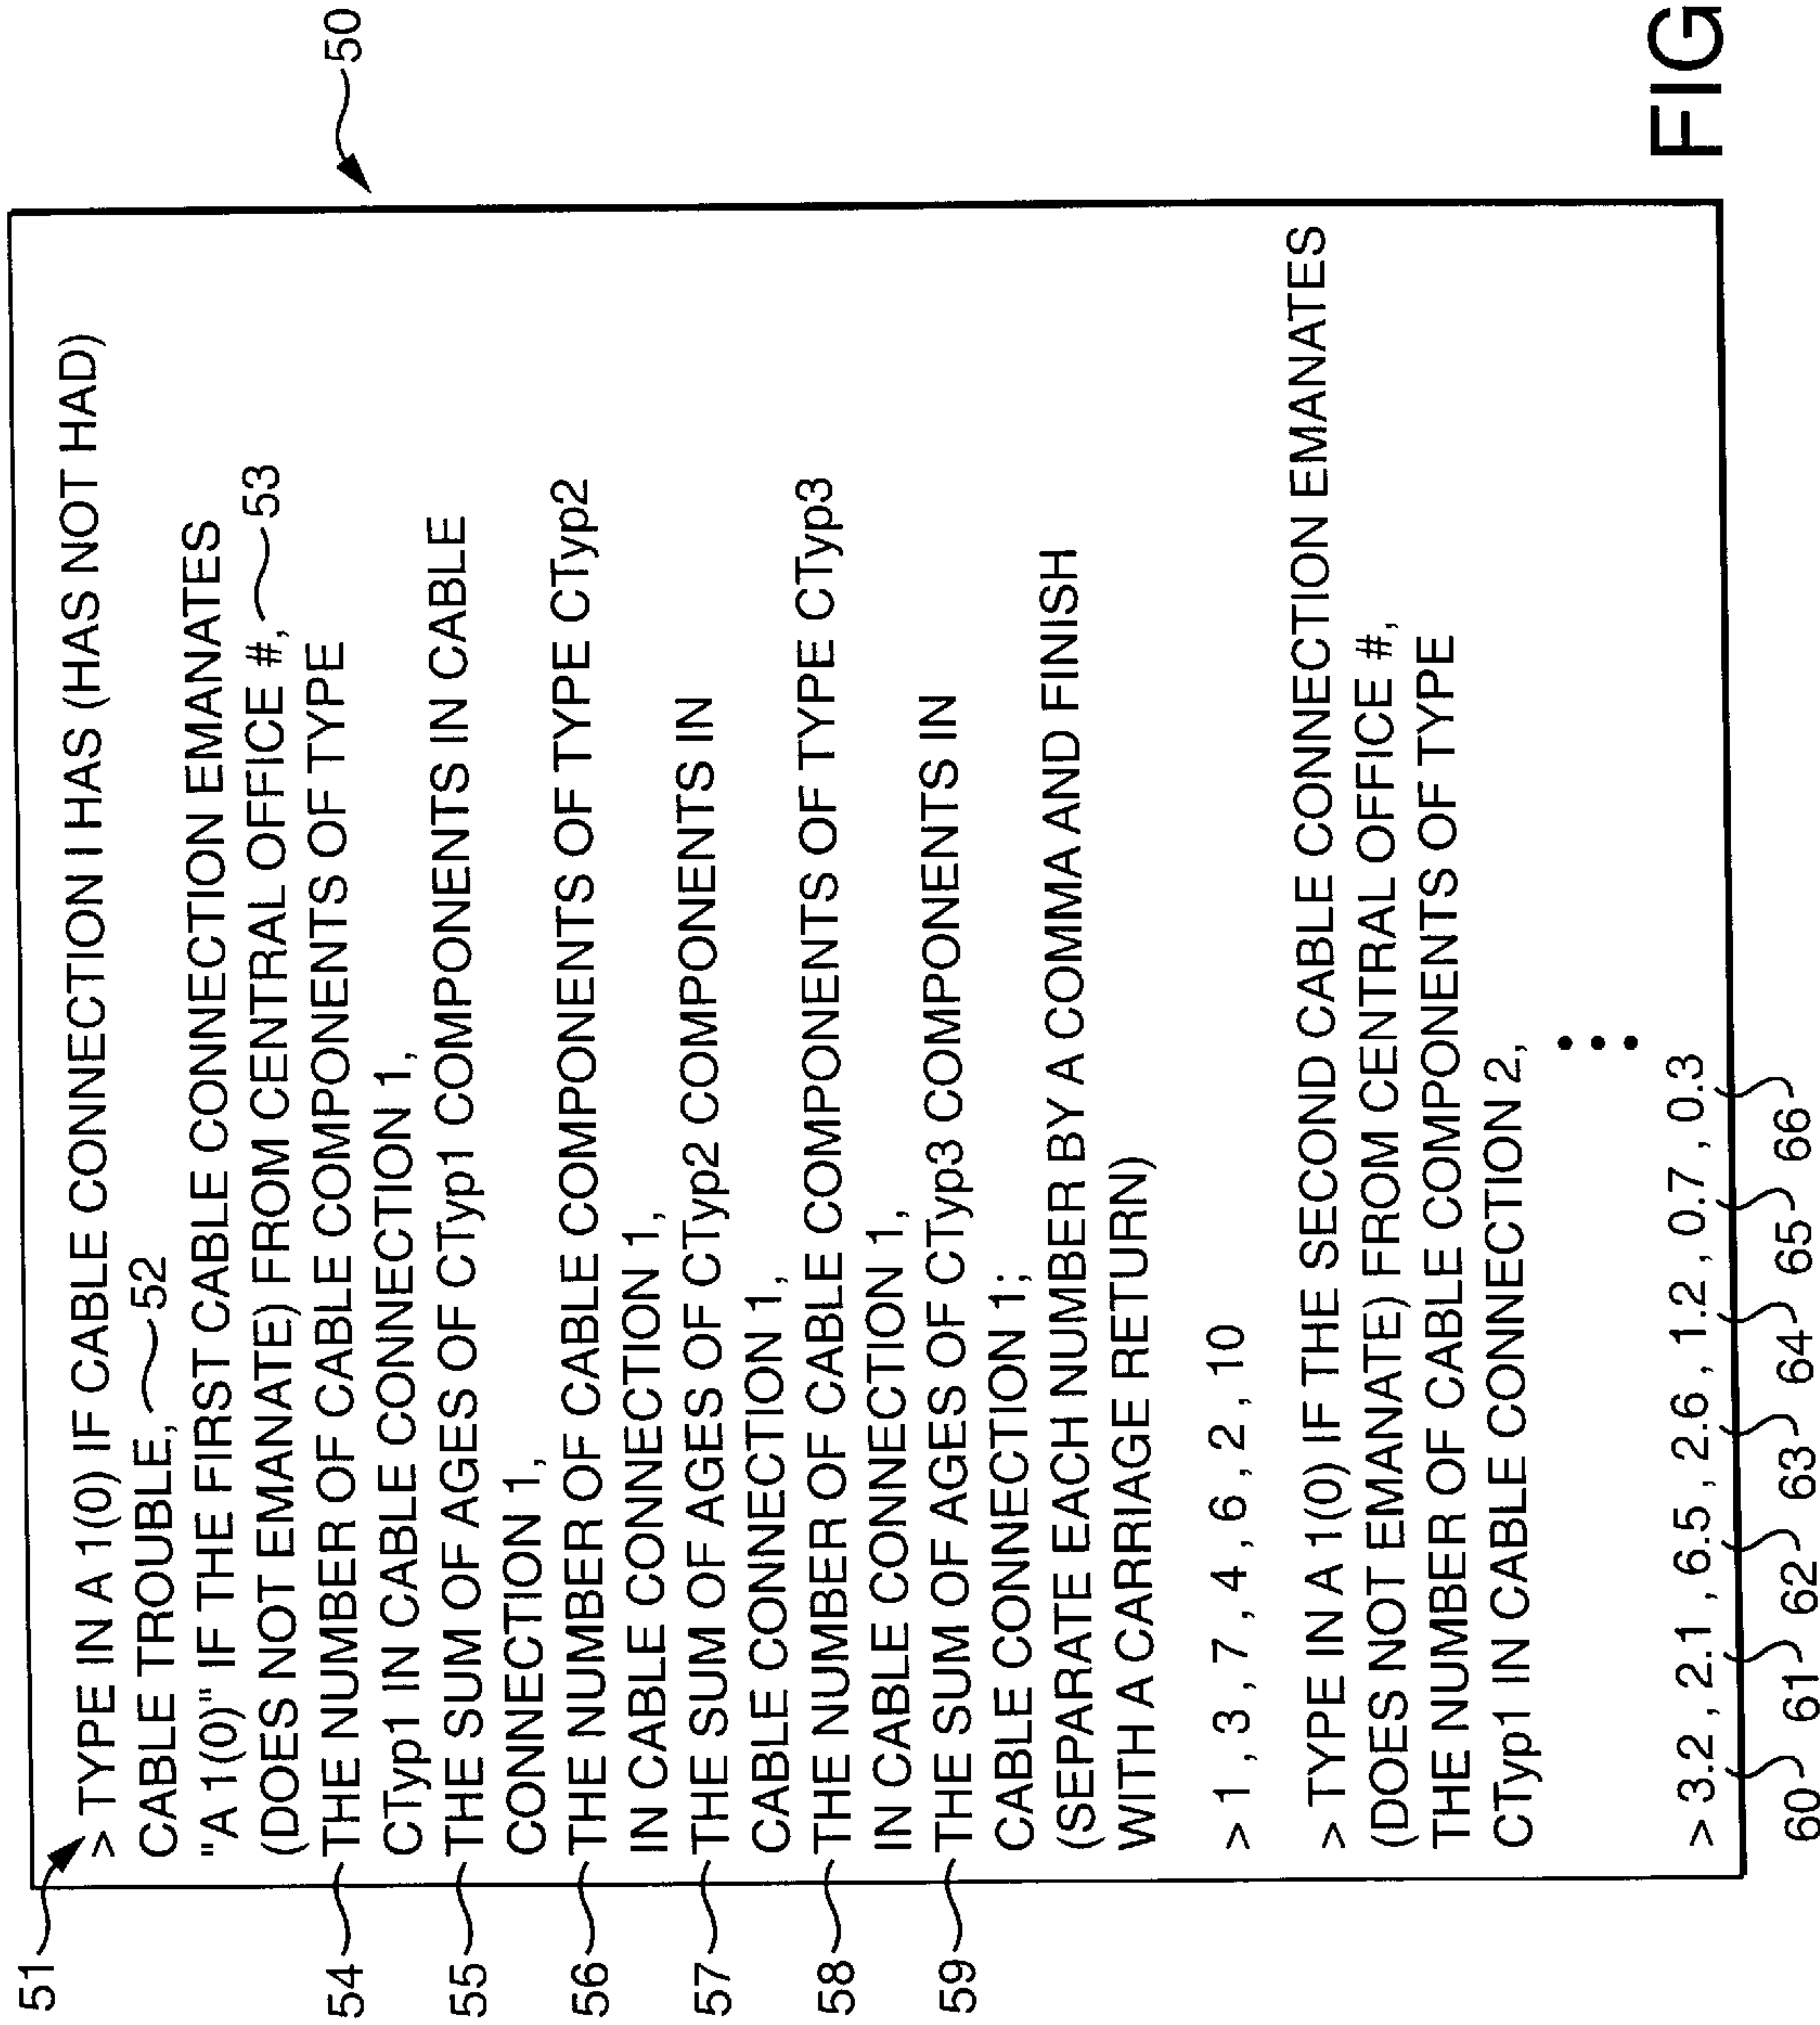 51
50
> TYPE IN A 1(0) IF CABLE CONNECTION I HAS (HAS NOT HAD)
CABLE TROUBLE, 52
"A 1(0)" IF THE FIRST CABLE CONNECTION EMANATES
(DOES NOT EMANATE) FROM CENTRAL OFFICE #, 53
54 THE NUMBER OF CABLE COMPONENTS OF TYPE
CTyp1 IN CABLE CONNECTION 1,
55 THE SUM OF AGES OF CTyp1 COMPONENTS IN CABLE
CONNECTION 1,
56 THE NUMBER OF CABLE COMPONENTS OF TYPE CTyp2
IN CABLE CONNECTION 1,
57 THE SUM OF AGES OF CTyp2 COMPONENTS IN
CABLE CONNECTION 1,
58 THE NUMBER OF CABLE COMPONENTS OF TYPE CTyp3
IN CABLE CONNECTION 1,
59 THE SUM OF AGES OF CTyp3 COMPONENTS IN
CABLE CONNECTION 1;
(SEPARATE EACH NUMBER BY A COMMA AND FINISH
WITH A CARRIAGE RETURN)
> 1 , 3 , 7 , 4 , 6 , 2 , 10
> TYPE IN A 1(0) IF THE SECOND CABLE CONNECTION EMANATES
(DOES NOT EMANATE) FROM CENTRAL OFFICE #,
THE NUMBER OF CABLE COMPONENTS OF TYPE
CTyp1 IN CABLE CONNECTION 2,
> 3.2 , 2.1 , 6.5 , 2.6 , 1.2 , 0.7 , 0.3
60 61 62 63 64 65 66
FIG